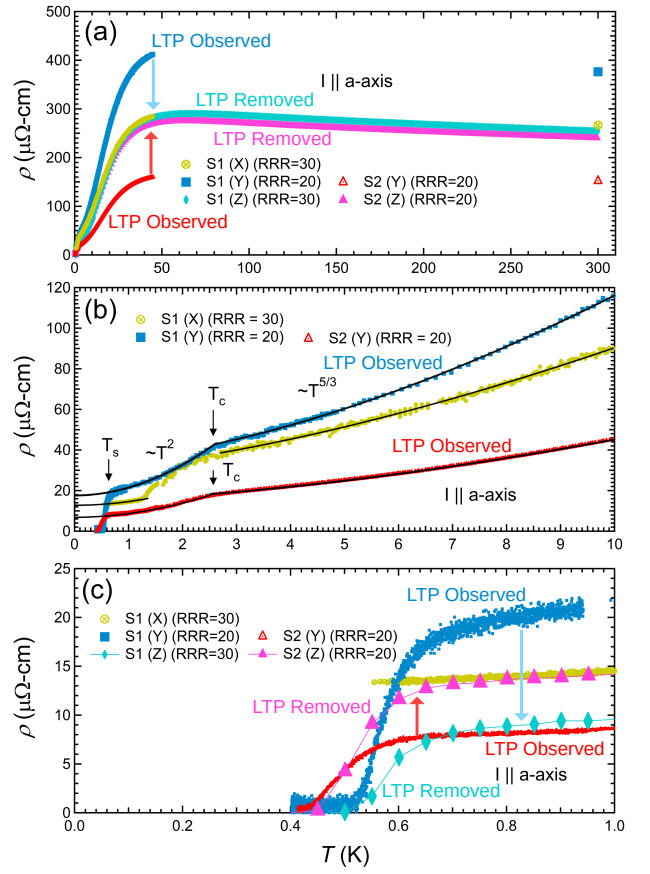 (a)
LTP Observed
I || a-axis
LTP Removed
LTP Removed
S1 (X) (RRR=30)
S1 (Y) (RRR=20)
S2 (Y) (RRR=20)
S1 (Z) (RRR=30)
S2 (Z) (RRR=20)
LTP Observed
ρ (μΩ-cm)
500
400
300
200
100
0
0
50
100
150
200
250
300
(b)
S1 (X) (RRR = 30)
S1 (Y) (RRR = 20)
S2 (Y) (RRR = 20)
LTP Observed
~T^5/3
T_c
T_s
~T^2
LTP Observed
T_c
I || a-axis
ρ (μΩ-cm)
120
100
80
60
40
20
0
0
1
2
3
4
5
6
7
8
9
10
(c)
LTP Observed
S1 (X) (RRR=30)
S1 (Y) (RRR=20)
S2 (Y) (RRR=20)
S1 (Z) (RRR=30)
S2 (Z) (RRR=20)
LTP Removed
LTP Observed
I || a-axis
LTP Removed
ρ (μΩ-cm)
25
20
15
10
5
0
0.0
0.2
0.4
0.6
0.8
1.0
T (K)